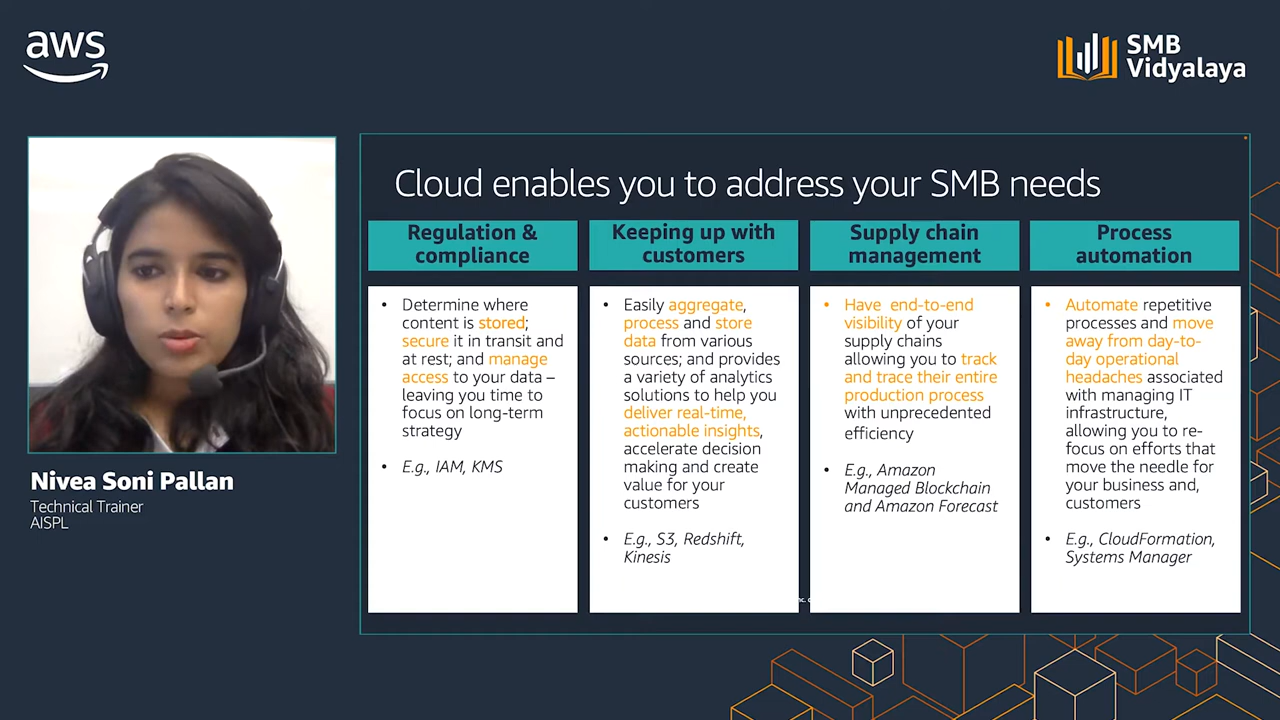 aws
SMB
Vidyalaya
Cloud enables you to address your SMB needs
Regulation &
compliance
• Determine where
content is stored;
secure it in transit and
at rest; and manage
access to your data –
leaving you time to
focus on long-term
strategy
• E.g., IAM, KMS
Keeping up with
customers
• Easily aggregate,
process and store
data from various
sources; and provides
a variety of analytics
solutions to help you
deliver real-time,
actionable insights,
accelerate decision
making and create
value for your
customers
• E.g., S3, Redshift,
Kinesis
Supply chain
management
• Have end-to-end
visibility of your
supply chains
allowing you to track
and trace their entire
production process
with unprecedented
efficiency
• E.g., Amazon
Managed Blockchain
and Amazon Forecast
Process
automation
• Automate repetitive
processes and move
away from day-to-
day operational
headaches associated
with managing IT
infrastructure,
allowing you to re-
focus on efforts that
move the needle for
your business and,
customers
• E.g., CloudFormation,
Systems Manager
Nivea Soni Pallan
Technical Trainer
AISPL